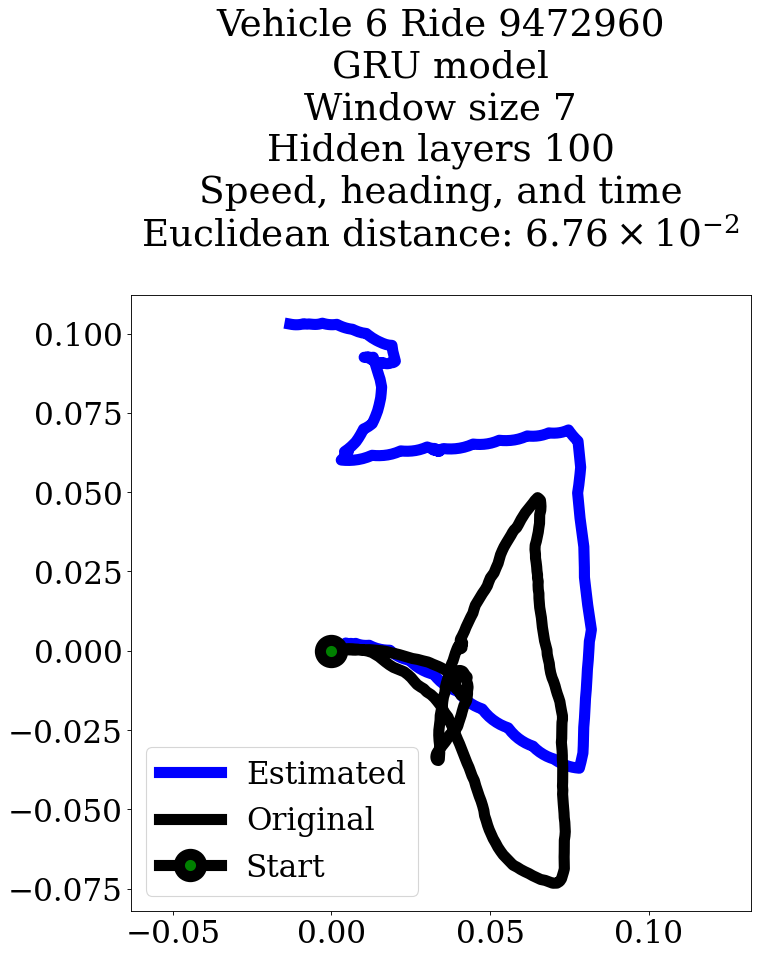 Vehicle 6 Ride 9472960
GRU model
Window size 7
Hidden layers 100
Speed, heading, and time
Euclidean distance: 6.76 × 10⁻²
0.100
0.075
0.050
0.025
0.000
−0.025
−0.050
−0.075
Estimated
Original
Start
−0.05 0.00 0.05 0.10